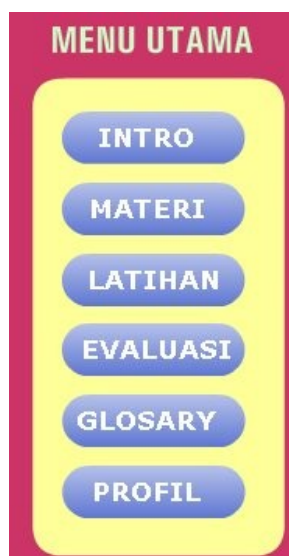 MENU UTAMA
INTRO
MATERI
LATIHAN
EVALUASI
GLOSARY
PROFIL